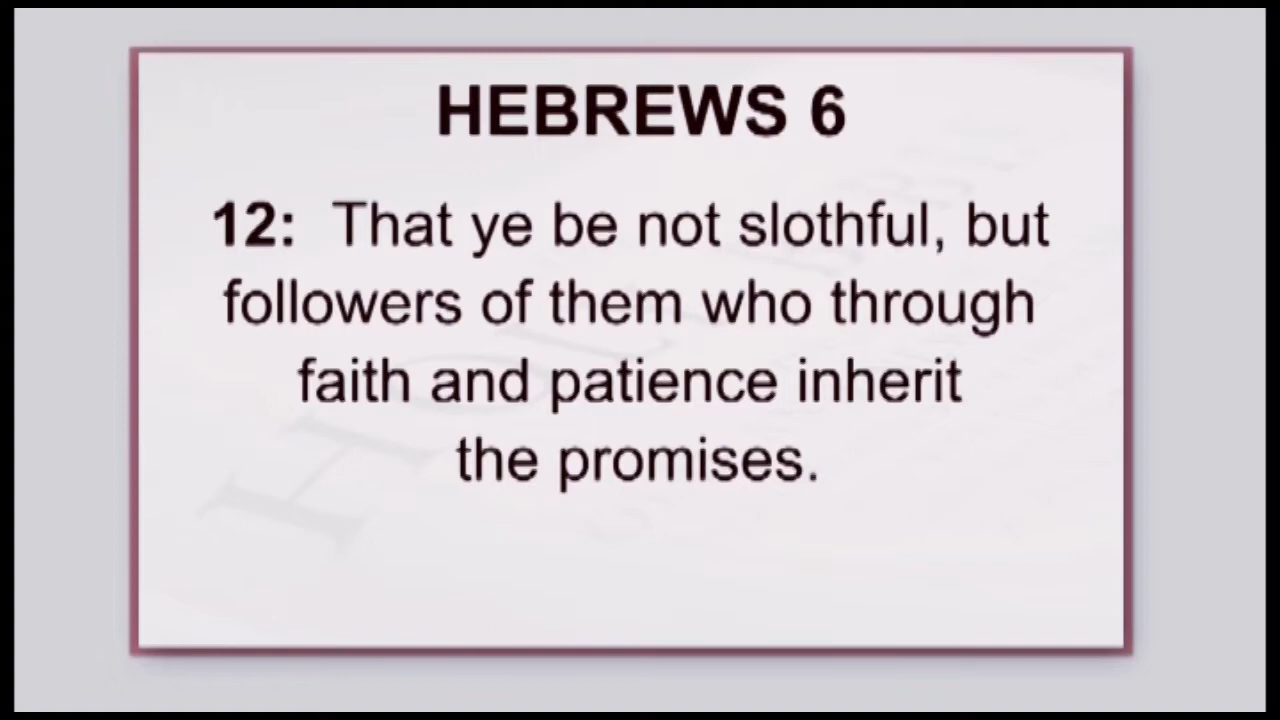 HEBREWS 6
12: That ye be not slothful, but
followers of them who through
faith and patience inherit
the promises.